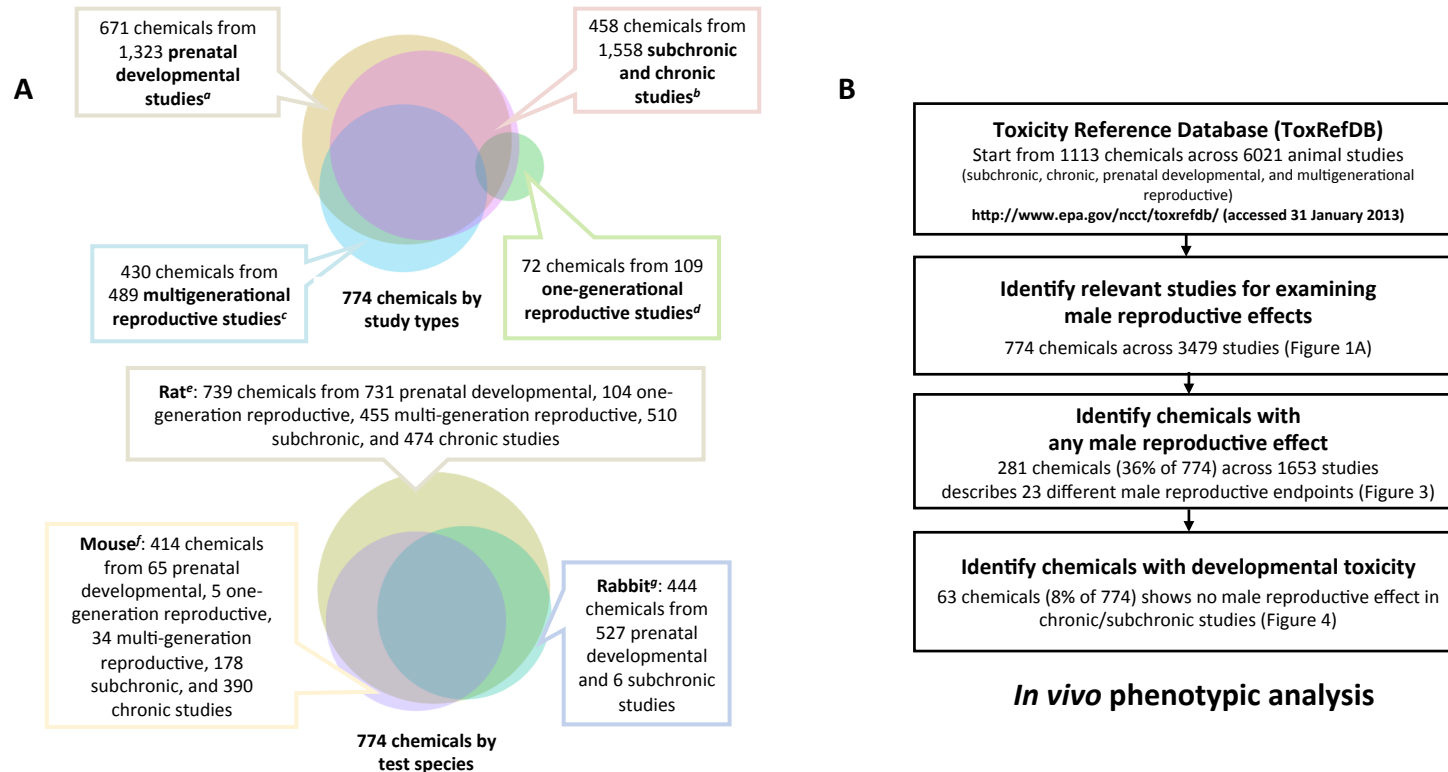 A
671 chemicals from
1,323 prenatal
developmental
studiesᵃ
458 chemicals from
1,558 subchronic
and chronic
studiesᵇ
430 chemicals from
489 multigenerational
reproductive studiesᶜ
774 chemicals by
study types
72 chemicals from 109
one-generational
reproductive studiesᵈ
Ratᵉ: 739 chemicals from 731 prenatal developmental, 104 one-
generation reproductive, 455 multi-generation reproductive, 510
subchronic, and 474 chronic studies
Mouseᶠ: 414 chemicals
from 65 prenatal
developmental, 5 one-
generation reproductive,
34 multi-generation
reproductive, 178
subchronic, and 390
chronic studies
Rabbitᵍ: 444
chemicals from
527 prenatal
developmental
and 6 subchronic
studies
774 chemicals by
test species
B
Toxicity Reference Database (ToxRefDB)
Start from 1113 chemicals across 6021 animal studies
(subchronic, chronic, prenatal developmental, and multigenerational
reproductive)
http://www.epa.gov/ncct/toxrefdb/ (accessed 31 January 2013)
Identify relevant studies for examining
male reproductive effects
774 chemicals across 3479 studies (Figure 1A)
Identify chemicals with
any male reproductive effect
281 chemicals (36% of 774) across 1653 studies
describes 23 different male reproductive endpoints (Figure 3)
Identify chemicals with developmental toxicity
63 chemicals (8% of 774) shows no male reproductive effect in
chronic/subchronic studies (Figure 4)
In vivo phenotypic analysis